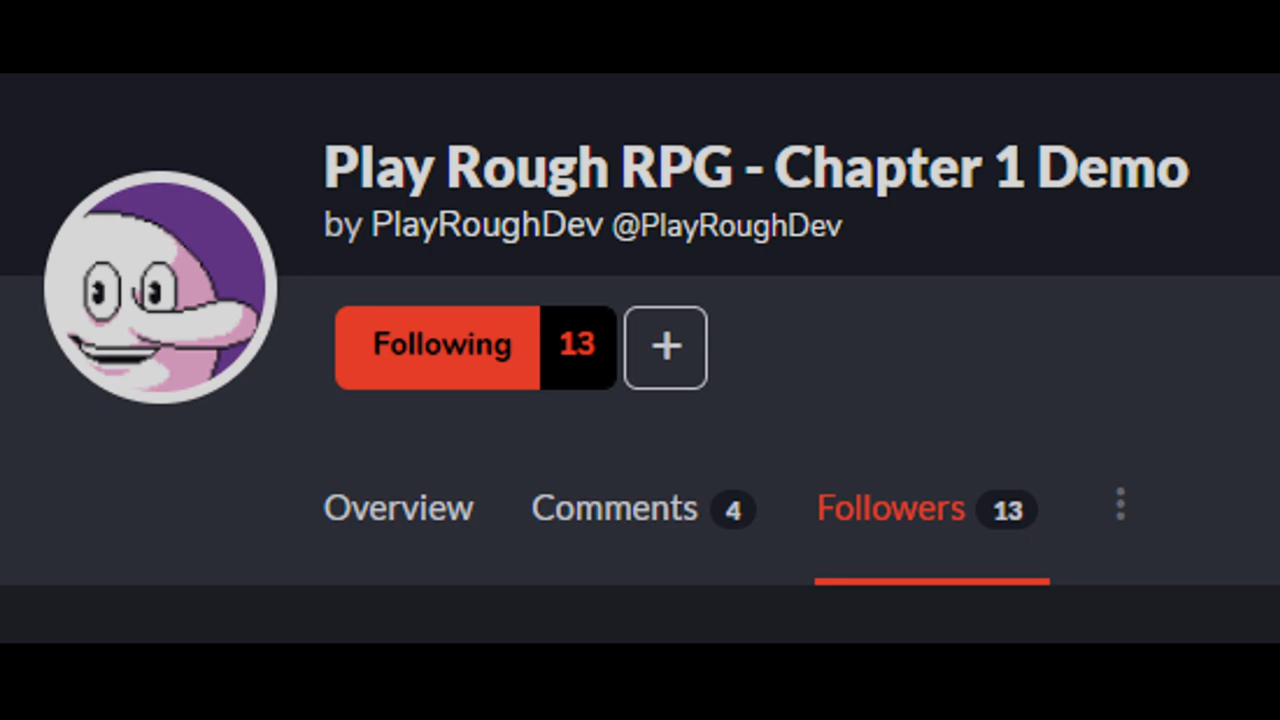 Play Rough RPG - Chapter 1 Demo
by PlayRoughDev @PlayRoughDev
Following 13 +
Overview Comments 4 Followers 13